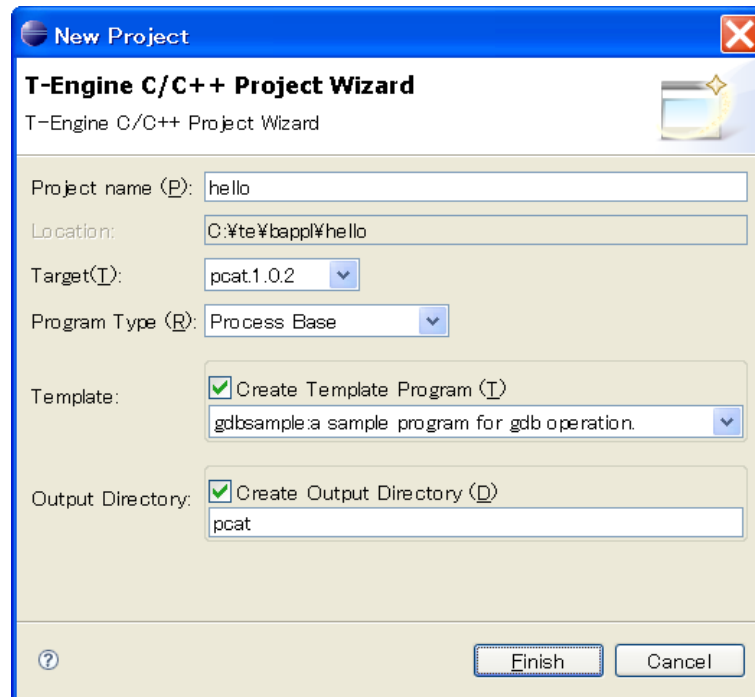 New Project
T-Engine C/C++ Project Wizard
T-Engine C/C++ Project Wizard
Project name (P): hello
Location: C:¥te¥bappl¥hello
Target(T): pcat.1.0.2
Program Type (R): Process Base
Template: Create Template Program (T)
gdbsample:a sample program for gdb operation.
Output Directory: Create Output Directory (D)
pcat
?
Finish Cancel